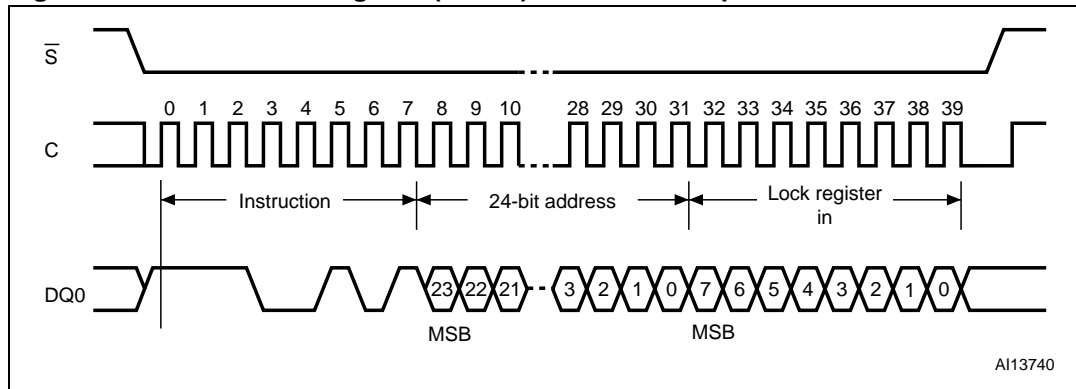 S
0 1 2 3 4 5 6 7 8 9 10 28 29 30 31 32 33 34 35 36 37 38 39
C
Instruction 24-bit address Lock register
in
DQ0 23 22 21 3 2 1 0 7 6 5 4 3 2 1 0
MSB MSB
AI13740